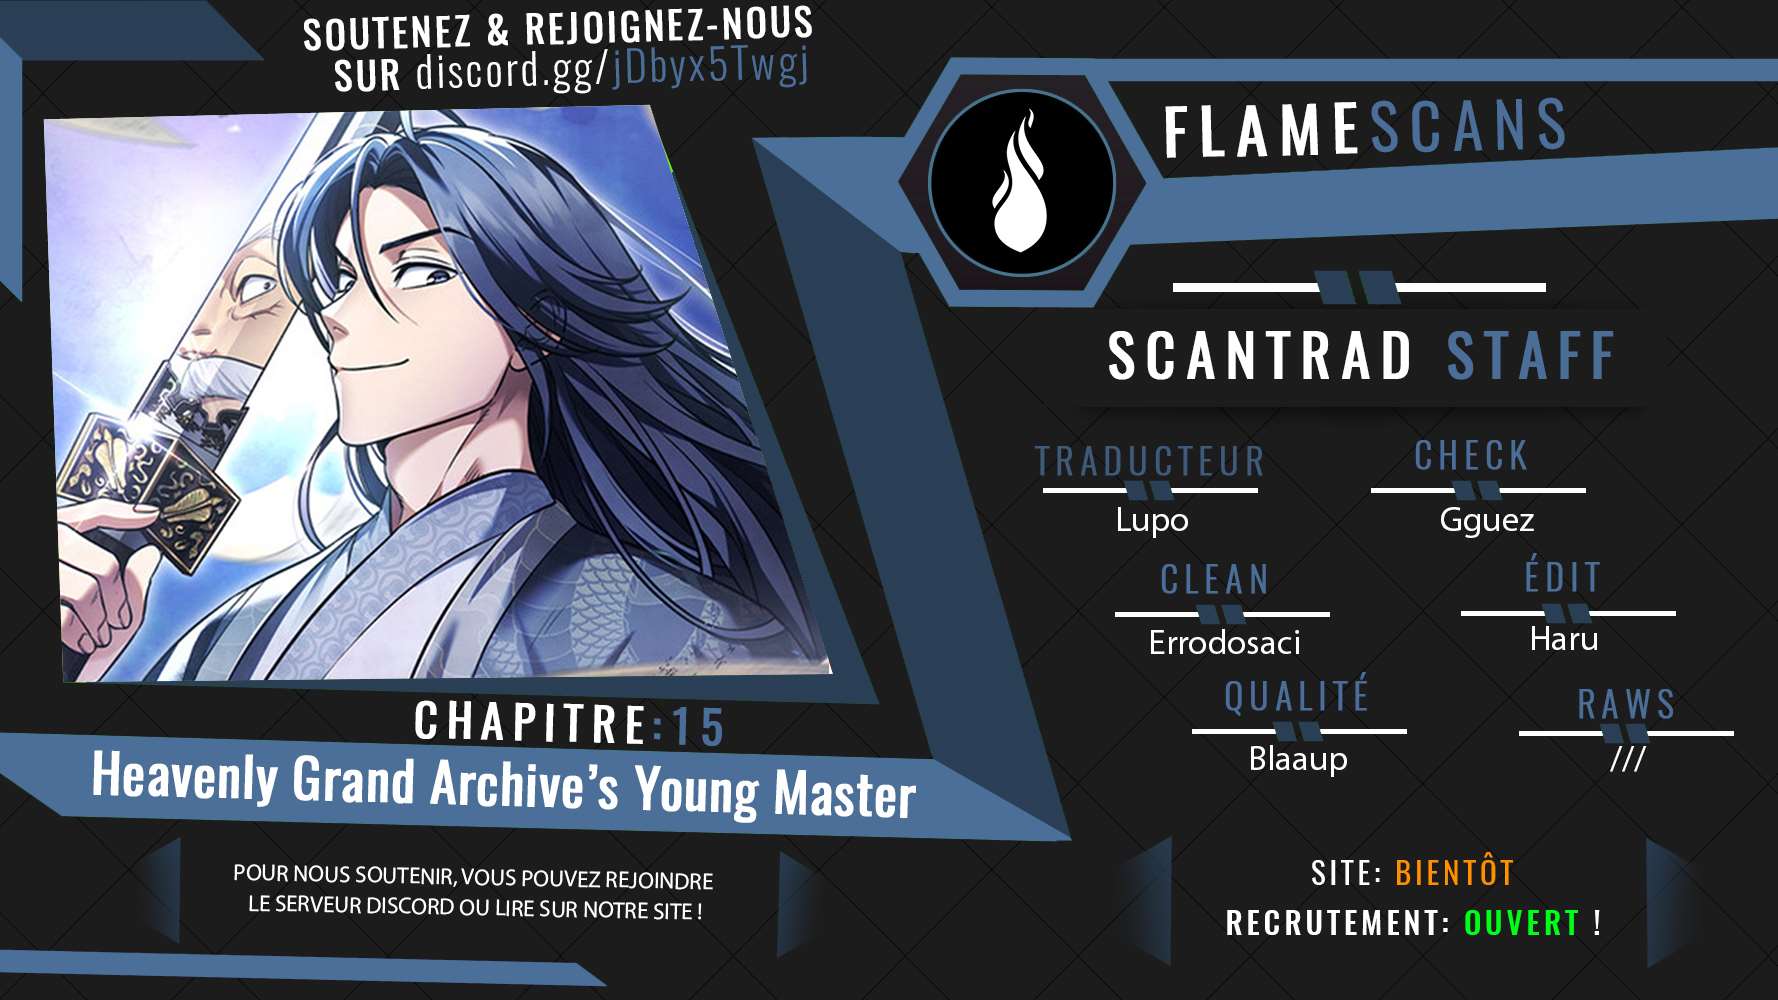 SOUTENEZ & REJOIGNEZ-NOUS
SUR discord.gg/jDbyx5Twgj
FLAMESCANS
SCANTRAD STAFF
TRADUCTEUR
Lupo
CHECK
Gguez
CLEAN
Errodosaci
ÉDIT
Haru
QUALITÉ
Blaaup
RAWS
///
CHAPITRE:15
Heavenly Grand Archive’s Young Master
POUR NOUS SOUTENIR, VOUS POUVEZ REJOINDRE
LE SERVEUR DISCORD OU LIRE SUR NOTRE SITE !
SITE: BIENTÔT
RECRUTEMENT: OUVERT !